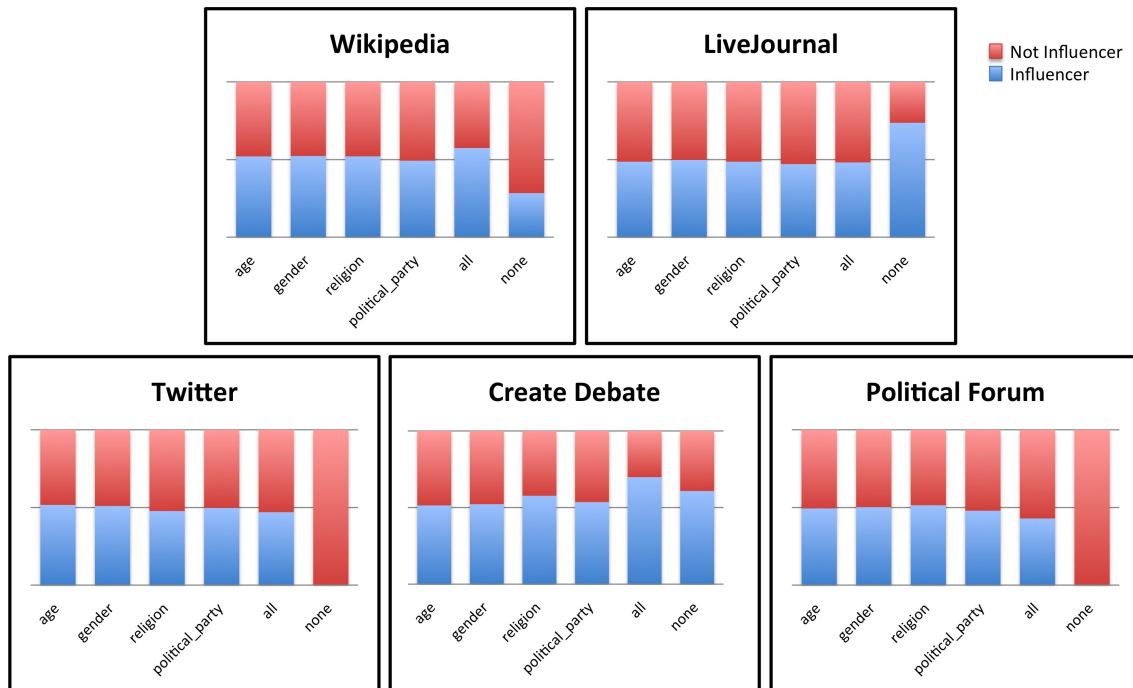 Wikipedia
LiveJournal
Not Influencer
Influencer
age
gender
religion
political_party
all
none
age
gender
religion
political_party
all
none
Twitter
Create Debate
Political Forum
age
gender
religion
political_party
all
none
age
gender
religion
political_party
all
none
age
gender
religion
political_party
all
none